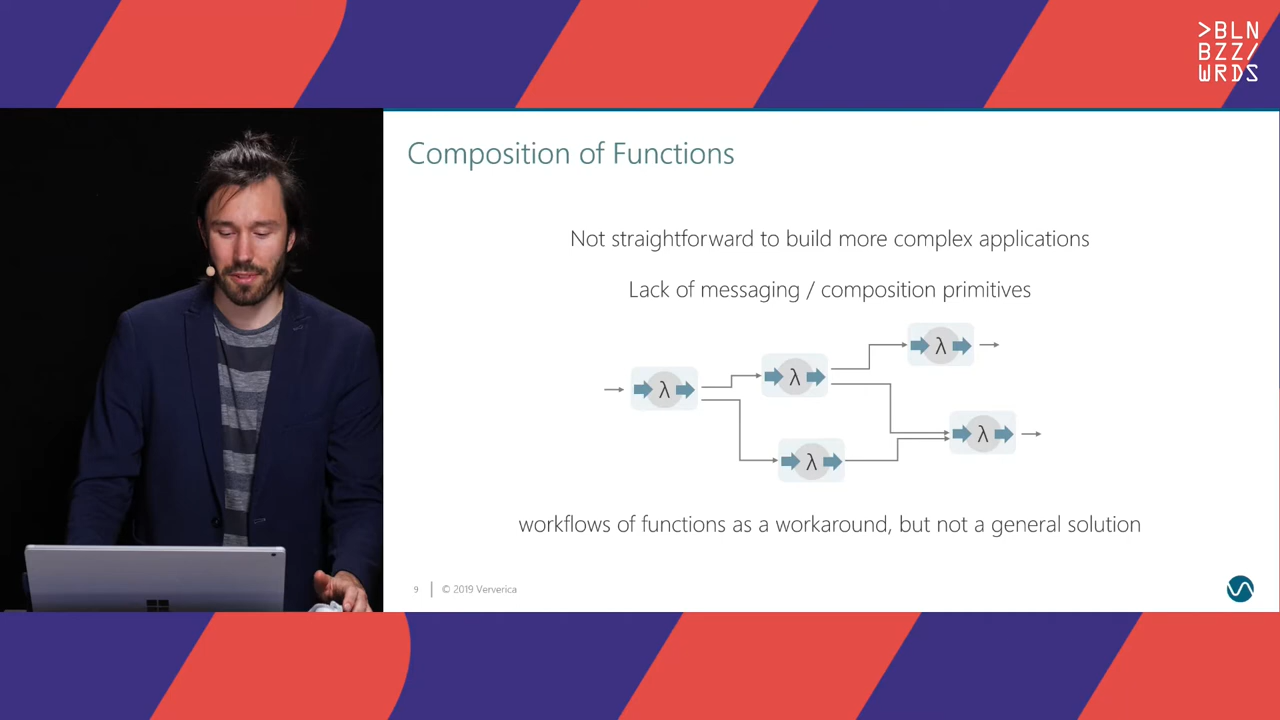 >BLN
BZZ/
WRDS
Composition of Functions
Not straightforward to build more complex applications
Lack of messaging / composition primitives
λ
λ
λ
λ
λ
workflows of functions as a workaround, but not a general solution
9 | © 2019 Ververica